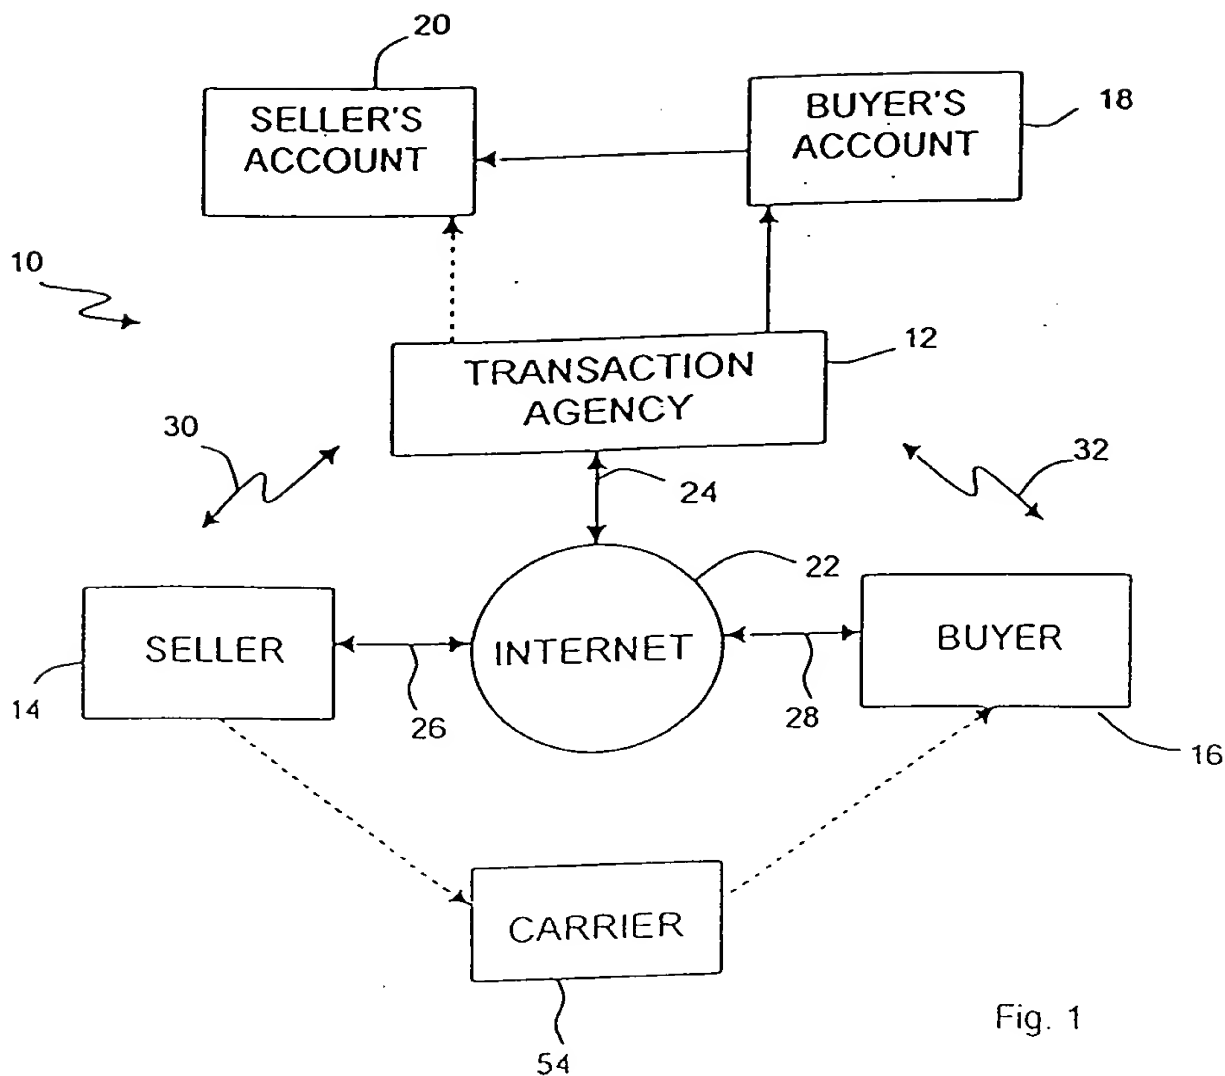 20
SELLER'S
ACCOUNT
BUYER'S
ACCOUNT
18
10
12
TRANSACTION
AGENCY
30
32
24
22
SELLER
INTERNET
BUYER
14
26
28
16
CARRIER
54
Fig. 1